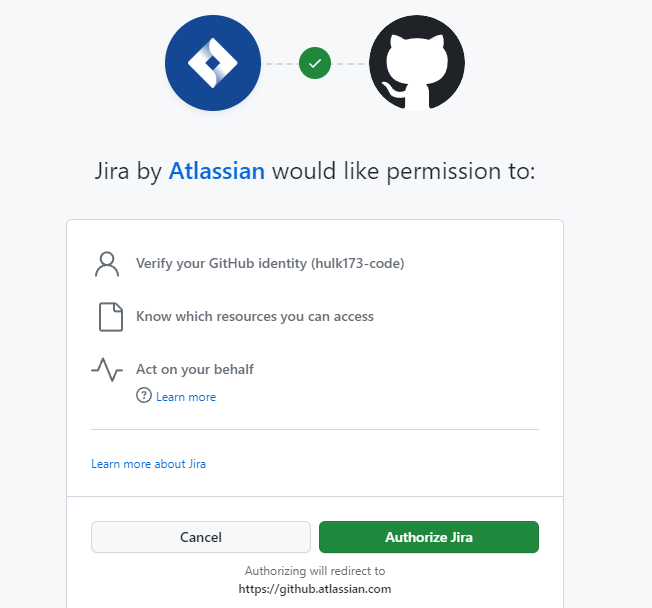 Jira by Atlassian would like permission to:
Verify your GitHub identity (hulk173-code)
Know which resources you can access
Act on your behalf
Learn more
Learn more about Jira
Cancel
Authorize Jira
Authorizing will redirect to
https://github.atlassian.com